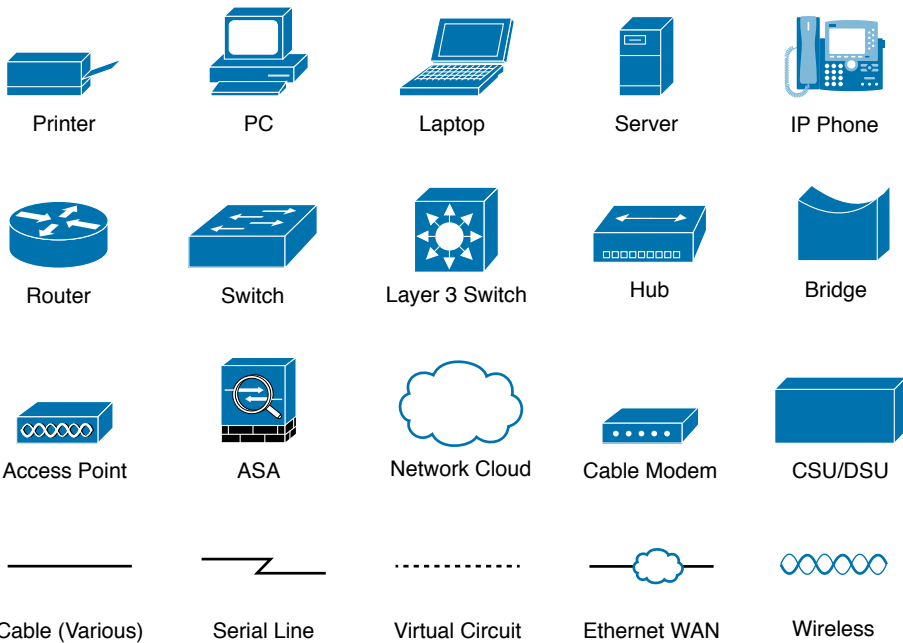 Printer
PC
Laptop
Server
IP Phone
Router
Switch
Layer 3 Switch
Hub
Bridge
Access Point
ASA
Network Cloud
Cable Modem
CSU/DSU
Cable (Various)
Serial Line
Virtual Circuit
Ethernet WAN
Wireless